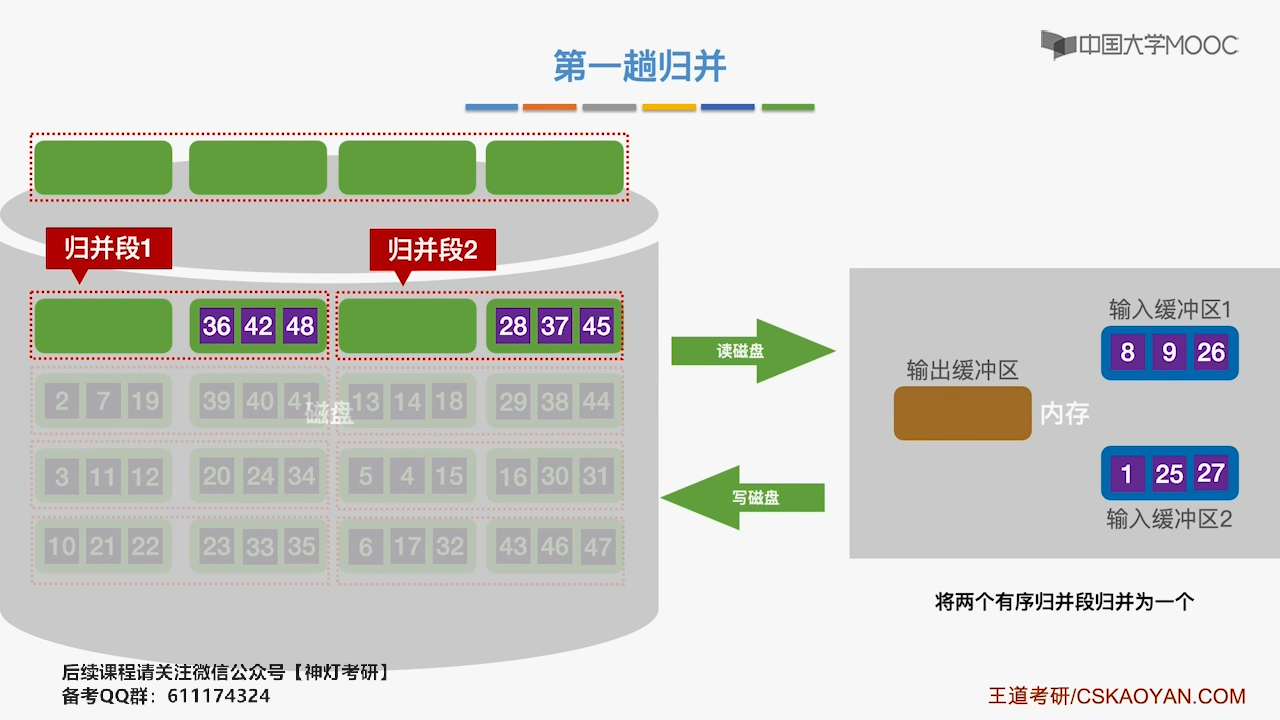 中国大学MOOC
第一趟归并
归并段1
归并段2
36 42 48
28 37 45
2 7 19
39 40 41
13 14 18
29 38 44
磁盘
3 11 12
20 24 34
5 4 15
16 30 31
10 21 22
23 33 35
6 17 32
43 46 47
读磁盘
写磁盘
输入缓冲区1
8 9 26
输出缓冲区
内存
1 25 27
输入缓冲区2
将两个有序归并段归并为一个
后续课程请关注微信公众号【神灯考研】
备考QQ群：611174324
王道考研/CSKAOYAN.COM